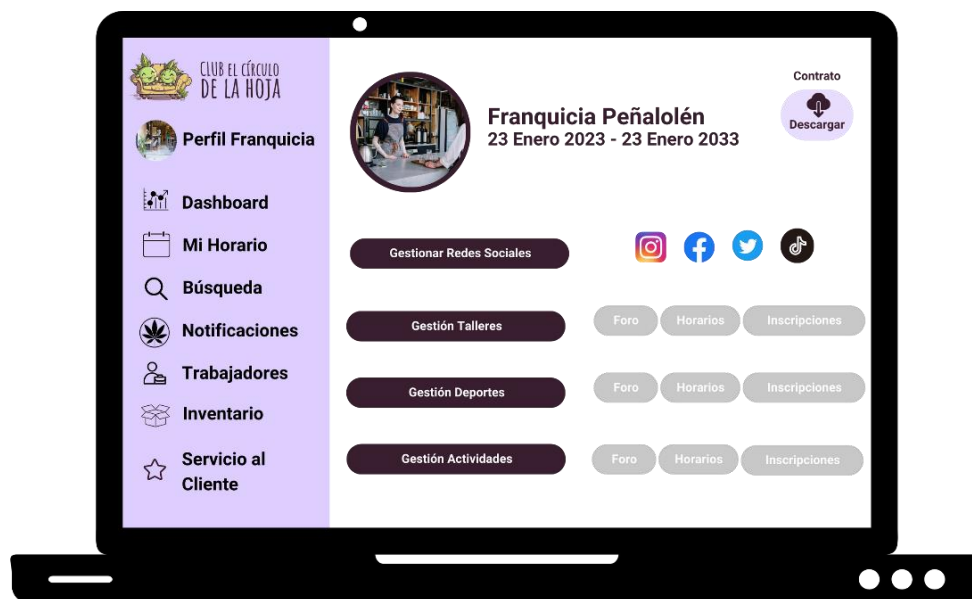 CLUB EL CÍRCULO
DE LA HOJA
Perfil Franquicia
Dashboard
Mi Horario
Búsqueda
Notificaciones
Trabajadores
Inventario
Servicio al
Cliente
Franquicia Peñalolén
23 Enero 2023 - 23 Enero 2033
Contrato
Descargar
Gestionar Redes Sociales
Gestión Talleres
Foro
Horarios
Inscripciones
Gestión Deportes
Foro
Horarios
Inscripciones
Gestión Actividades
Foro
Horarios
Inscripciones